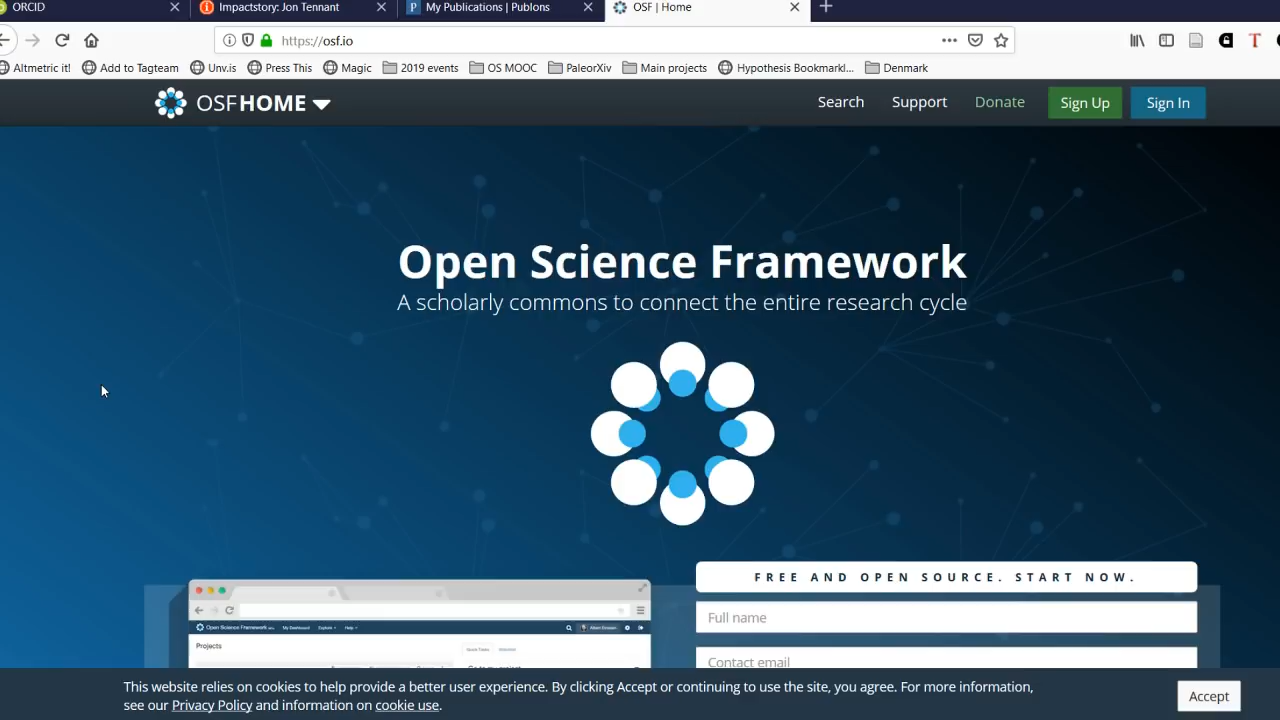 ORCID
Impactstory: Jon Tennant
My Publications | Publons
OSF | Home
https://osf.io
Altmetric it!
Add to Tagteam
Unv.is
Press This
Magic
2019 events
OS MOOC
PaleorXiv
Main projects
Hypothesis Bookmarkl...
Denmark
OSFHOME
Search
Support
Donate
Sign Up
Sign In
Open Science Framework
A scholarly commons to connect the entire research cycle
FREE AND OPEN SOURCE. START NOW.
Full name
Contact email
Open Science Framework
My Dashboard
Explore
Help
Projects
This website relies on cookies to help provide a better user experience. By clicking Accept or continuing to use the site, you agree. For more information,
see our Privacy Policy and information on cookie use.
Accept